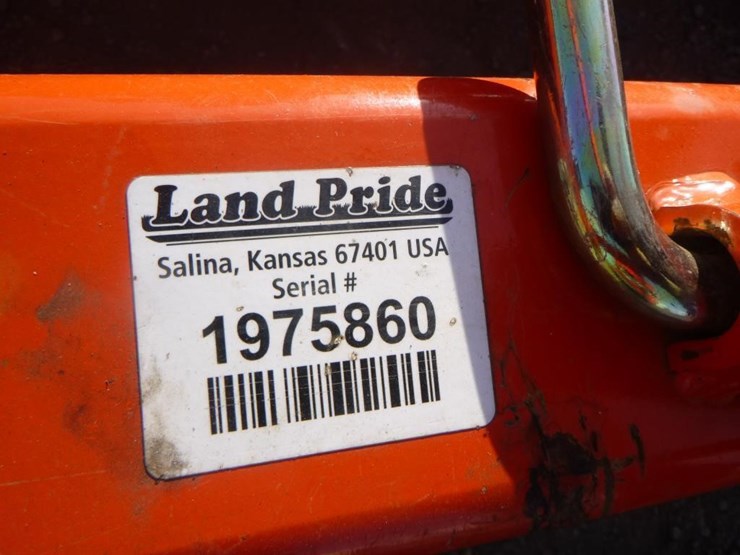 Land Pride
Salina, Kansas 67401 USA
Serial #
1975860